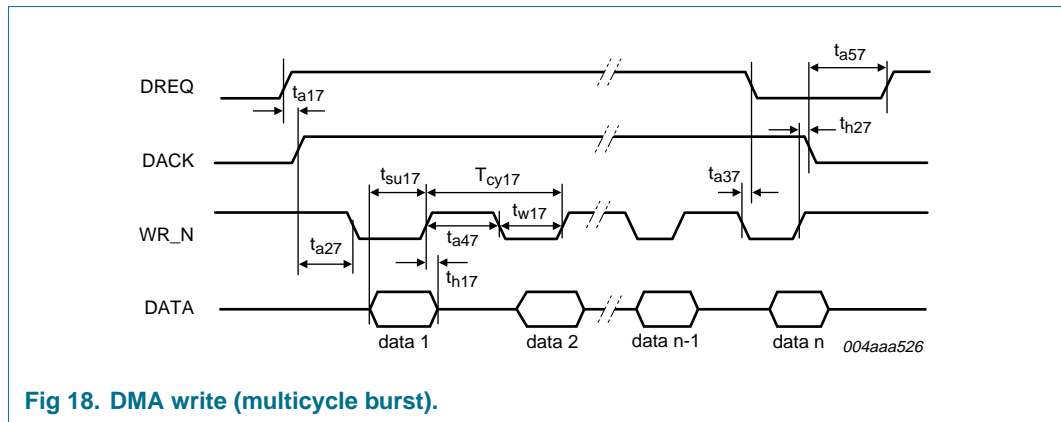 DREQ
t_a17
t_a57
t_h27
DACK
t_su17
T_cy17
t_a37
t_w17
WR_N
t_a27
t_a47
t_h17
DATA
data 1
data 2
data n-1
data n
004aaa526
Fig 18. DMA write (multicycle burst).